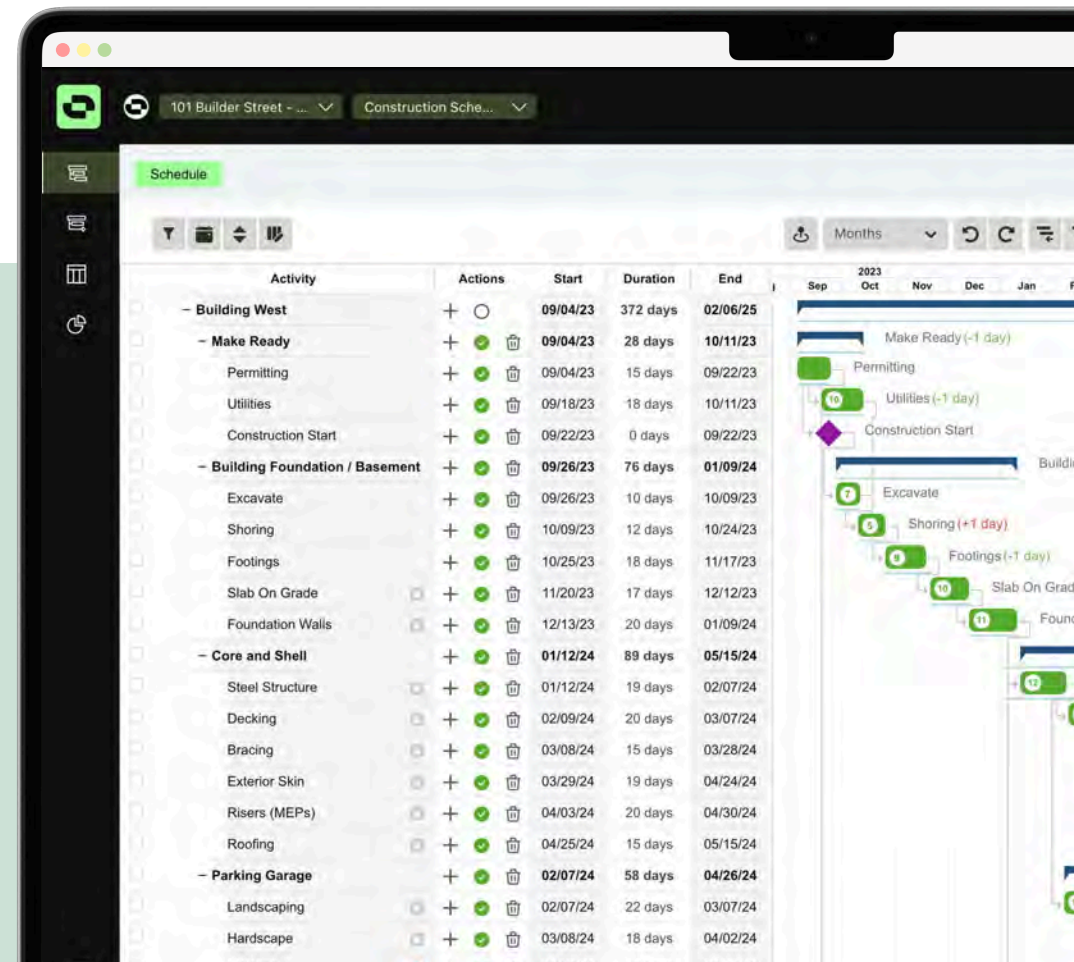 101 Builder Street - ... Construction Sche...
Schedule
Months
Activity Actions Start Duration End
2023
Sep Oct Nov Dec Jan F
− Building West 09/04/23 372 days 02/06/25
− Make Ready 09/04/23 28 days 10/11/23 Make Ready (-1 day)
Permitting 09/04/23 15 days 09/22/23 Permitting
Utilities 09/18/23 18 days 10/11/23 10 Utilities (-1 day)
Construction Start 09/22/23 0 days 09/22/23 Construction Start
− Building Foundation / Basement 09/26/23 76 days 01/09/24 Buildi
Excavate 09/26/23 10 days 10/09/23 7 Excavate
Shoring 10/09/23 12 days 10/24/23 5 Shoring (+1 day)
Footings 10/25/23 18 days 11/17/23 9 Footings (-1 day)
Slab On Grade 11/20/23 17 days 12/12/23 10 Slab On Grad
Foundation Walls 12/13/23 20 days 01/09/24 11 Found
− Core and Shell 01/12/24 89 days 05/15/24
Steel Structure 01/12/24 19 days 02/07/24 12
Decking 02/09/24 20 days 03/07/24
Bracing 03/08/24 15 days 03/28/24
Exterior Skin 03/29/24 19 days 04/24/24
Risers (MEPs) 04/03/24 20 days 04/30/24
Roofing 04/25/24 15 days 05/15/24
− Parking Garage 02/07/24 58 days 04/26/24
Landscaping 02/07/24 22 days 03/07/24
Hardscape 03/08/24 18 days 04/02/24